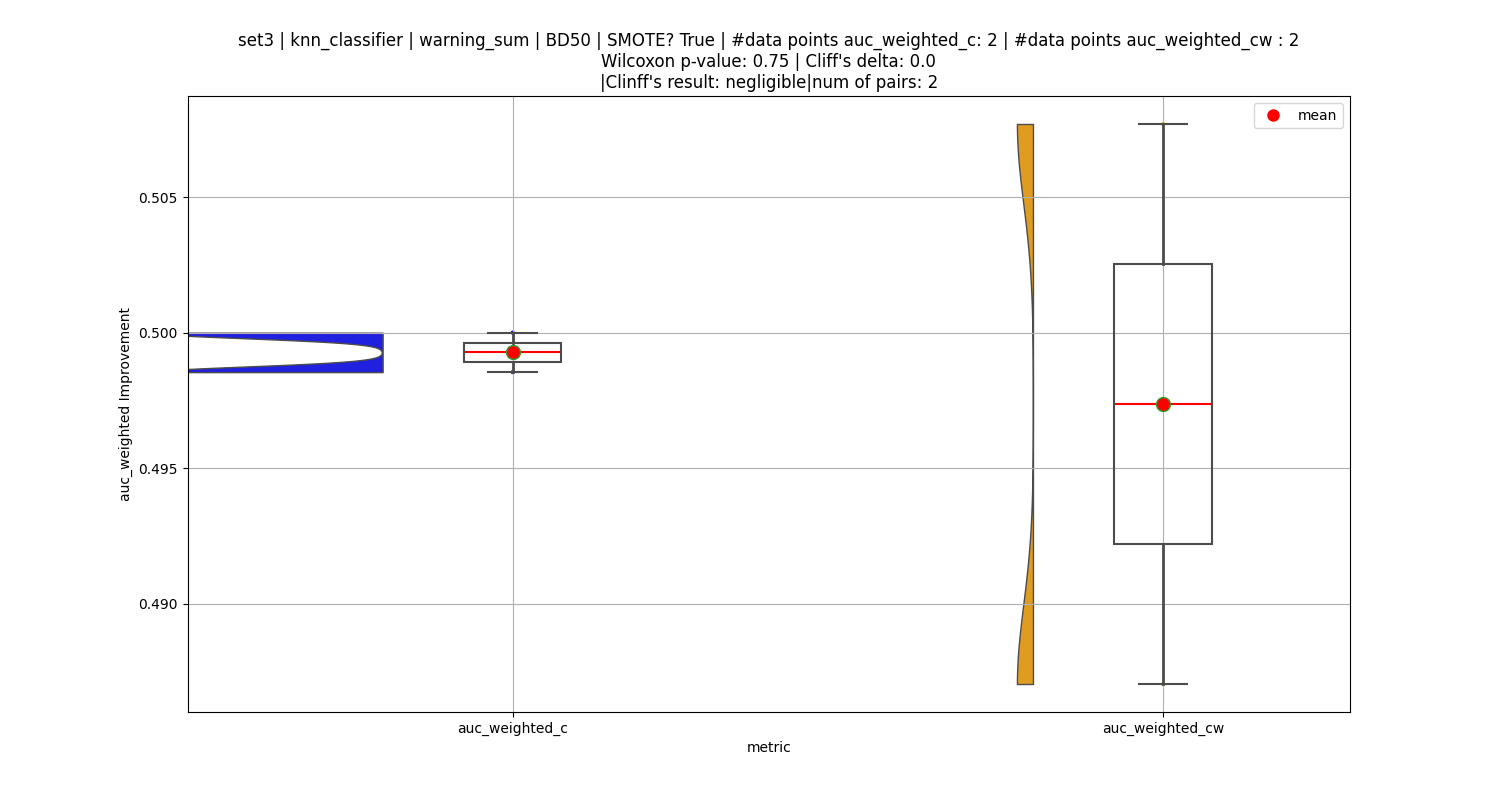 set3 | knn_classifier | warning_sum | BD50 | SMOTE? True | #data points auc_weighted_c: 2 | #data points auc_weighted_cw : 2
Wilcoxon p-value: 0.75 | Cliff's delta: 0.0
|Clinff's result: negligible|num of pairs: 2
mean
0.505
0.500
0.495
0.490
auc_weighted Improvement
auc_weighted_c
auc_weighted_cw
metric